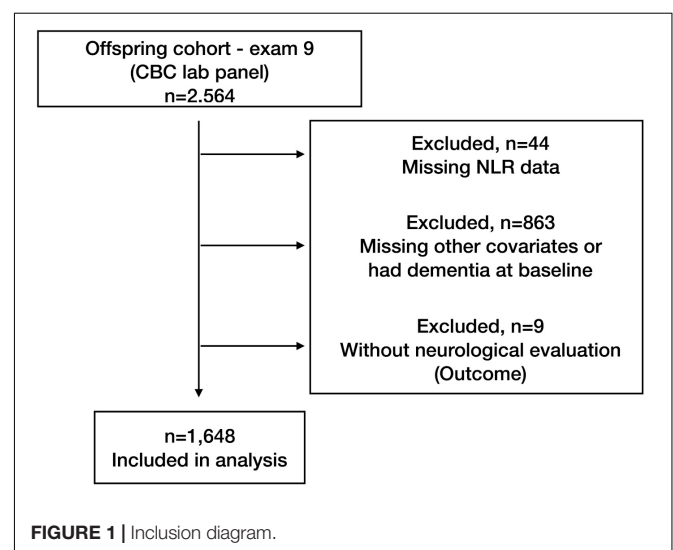 Offspring cohort - exam 9
(CBC lab panel)
n=2.564
Excluded, n=44
Missing NLR data
Excluded, n=863
Missing other covariates or
had dementia at baseline
Excluded, n=9
Without neurological evaluation
(Outcome)
n=1,648
Included in analysis
FIGURE 1 | Inclusion diagram.